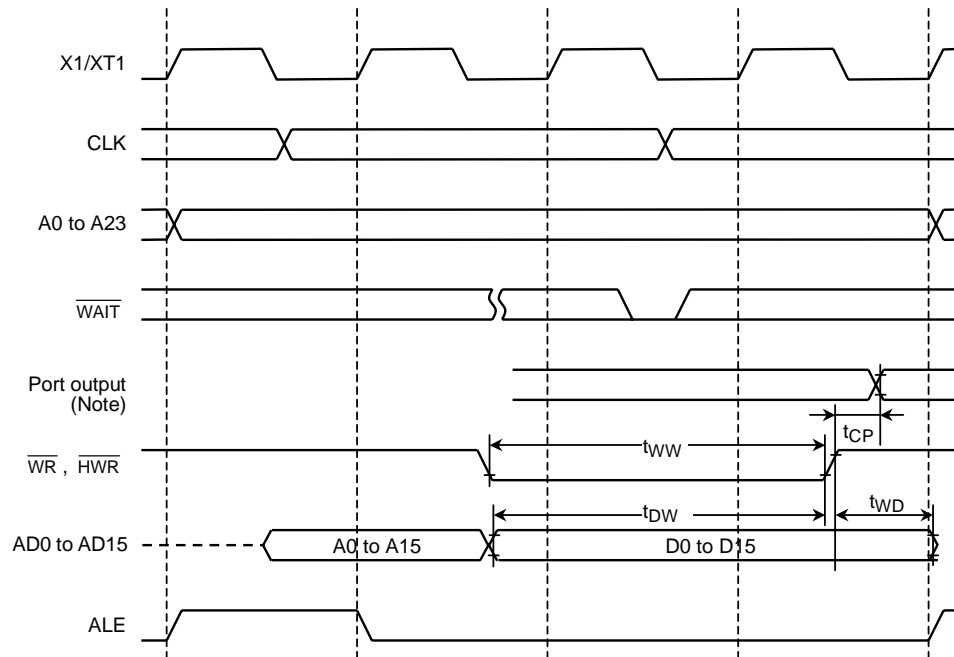 X1/XT1
CLK
A0 to A23
WAIT
Port output
(Note)
tCP
WR , HWR
tWW
AD0 to AD15
A0 to A15
tDW
D0 to D15
tWD
ALE